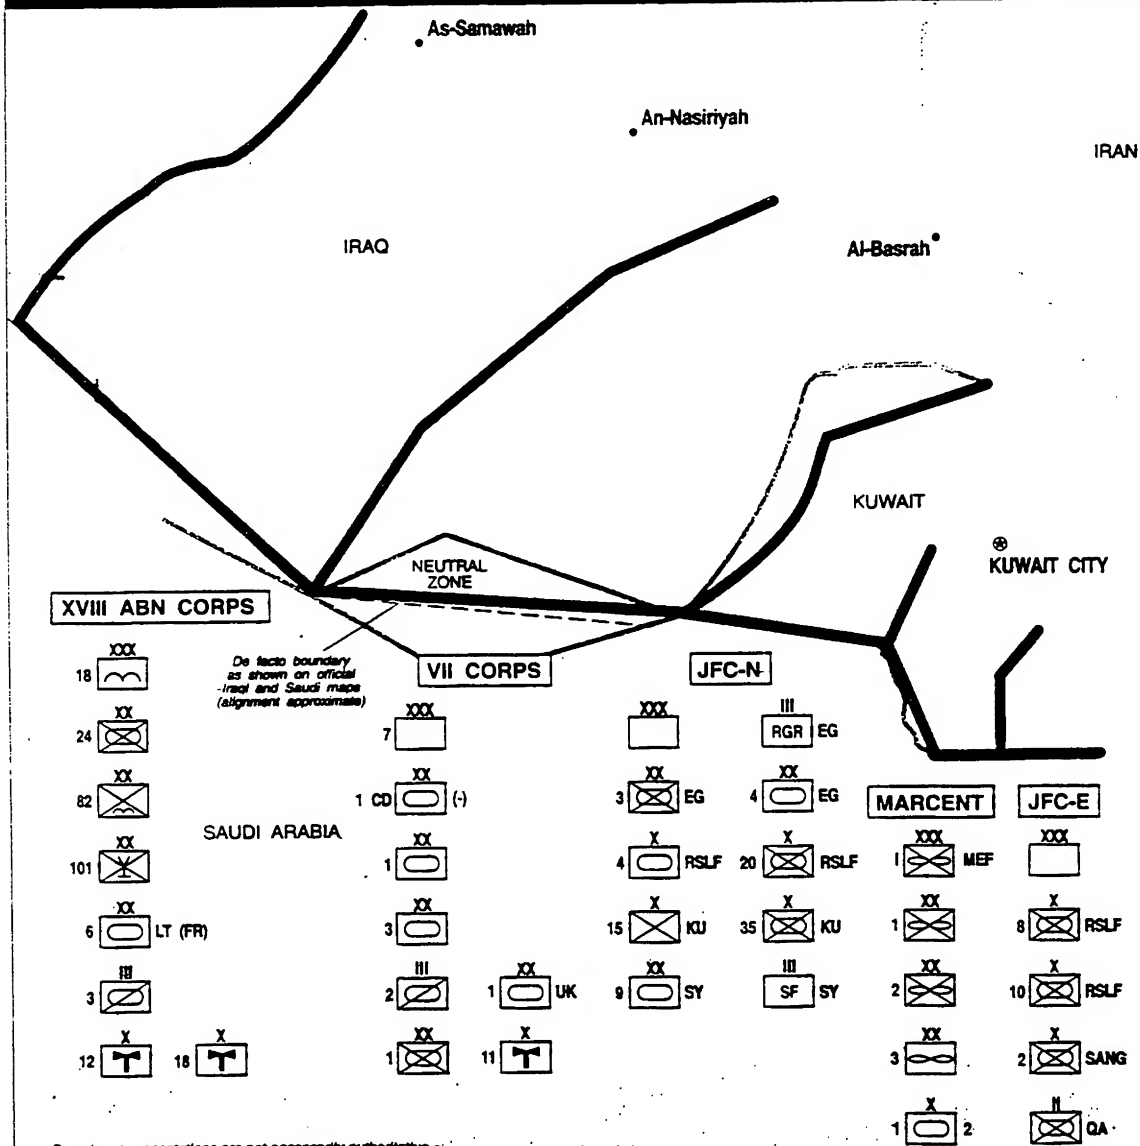 As-Samawah
An-Nasiriyah
IRAN
IRAQ
Al-Basrah
KUWAIT
KUWAIT CITY
NEUTRAL
ZONE
De facto boundary
as shown on official
Iraqi and Saudi maps
(alignment approximate)
SAUDI ARABIA
XVIII ABN CORPS
XXX
18
XX
24
XX
82
XX
101
XX
6 LT (FR)
III
3
X X
12 18
VII CORPS
XXX
7
XX
1 CD (-)
XX
1
XX
3
III XX
2 1 UK
XX X
1 11
JFC-N
XXX III
RGR EG
XX XX
3 EG 4 EG
X X
4 RSLF 20 RSLF
X X
15 KU 35 KU
XX III
9 SY SF SY
MARCENT
XXX
I MEF
XX
1
XX
2
XX
3
X
1 2
JFC-E
XXX
X
8 RSLF
X
10 RSLF
X
2 SANG
II
QA